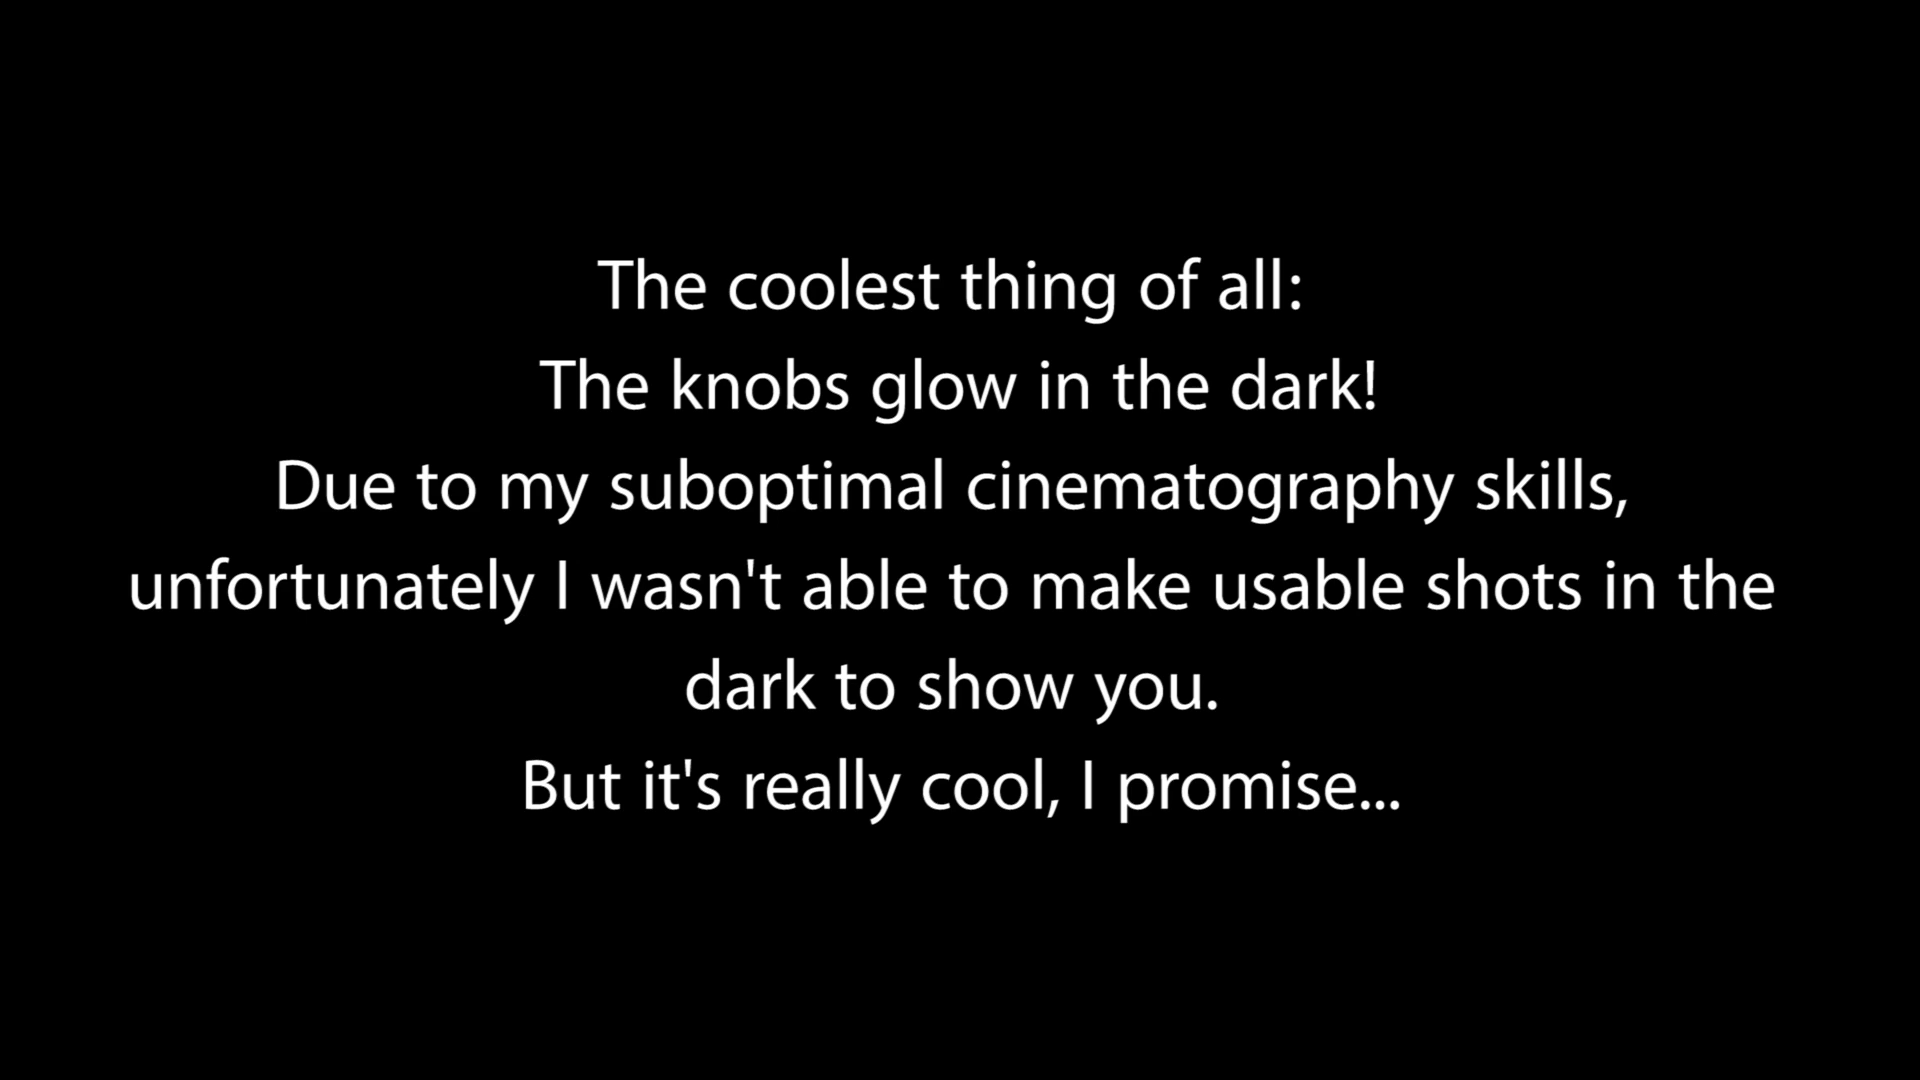 The coolest thing of all:
The knobs glow in the dark!
Due to my suboptimal cinematography skills,
unfortunately I wasn't able to make usable shots in the
dark to show you.
But it's really cool, I promise...